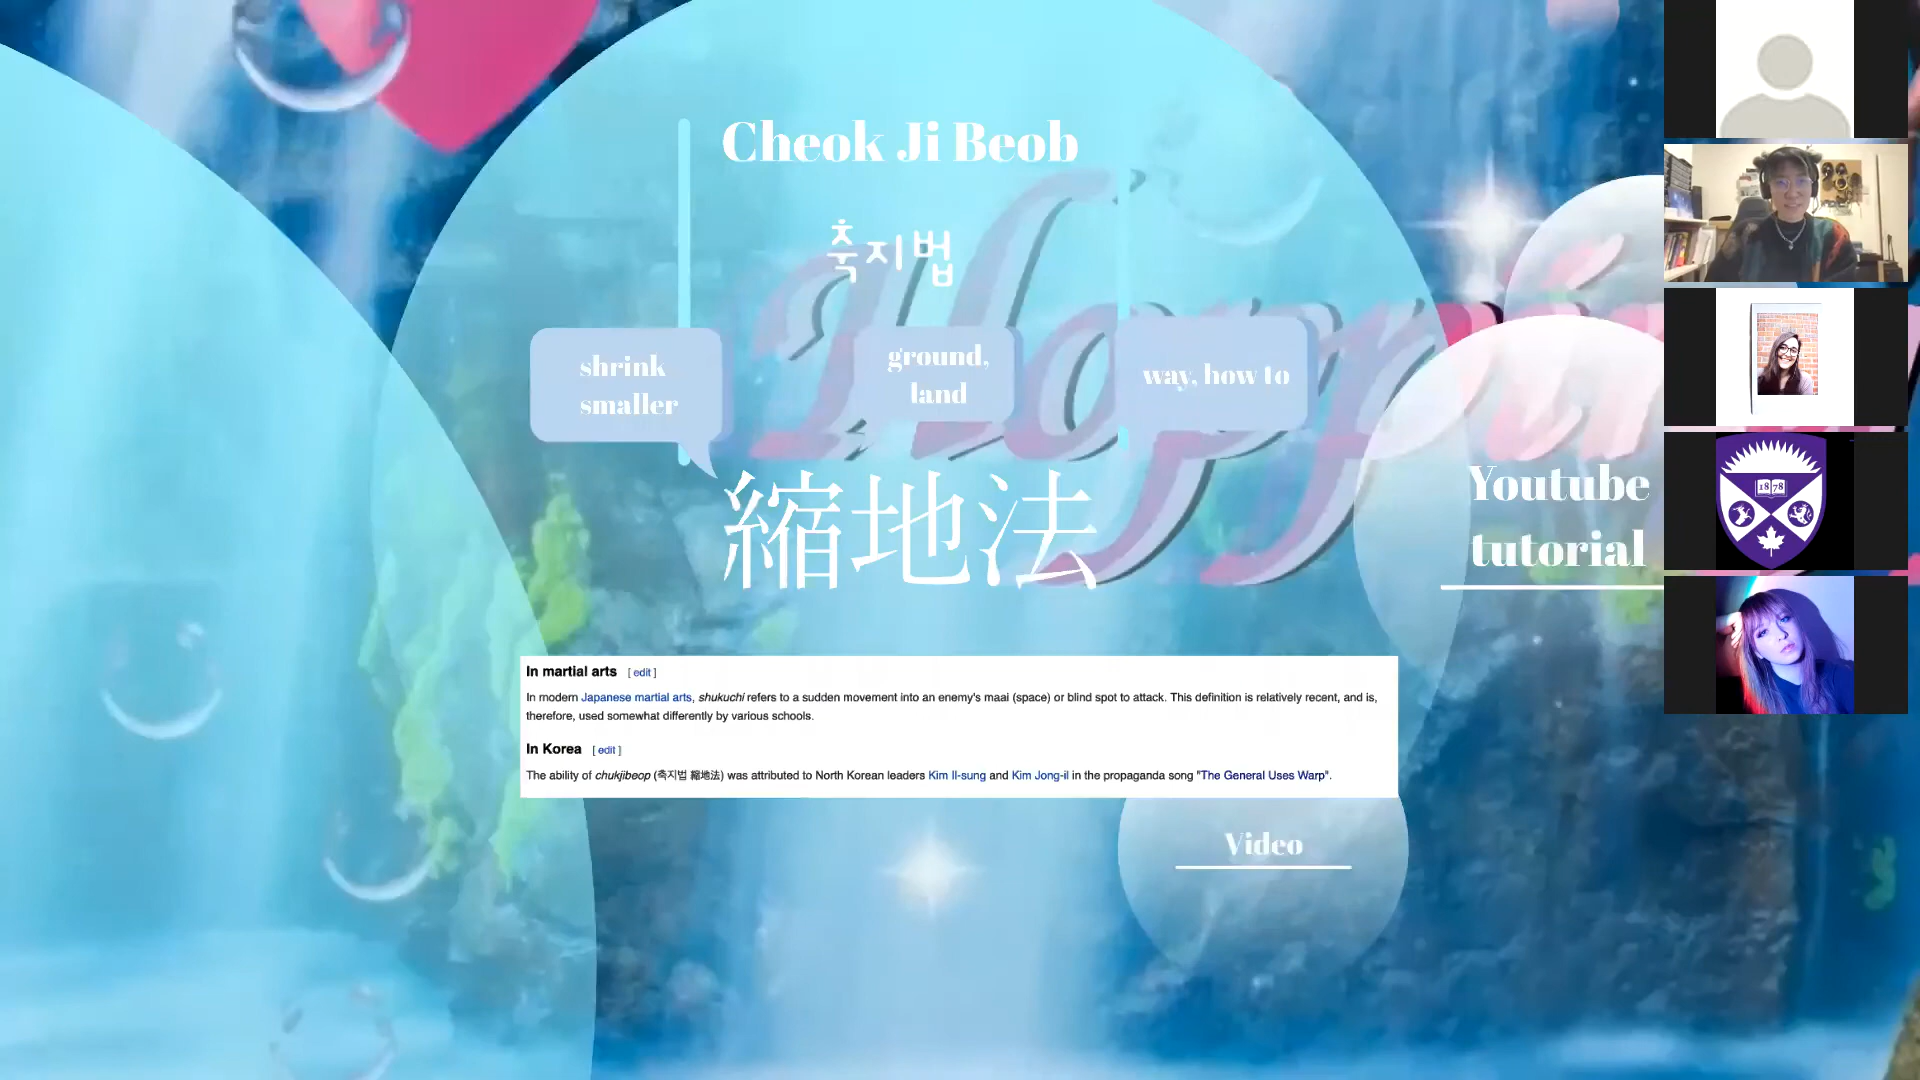 Cheok Ji Beob
축지법
shrink
smaller
ground,
land
way, how to
縮地法
Youtube
tutorial
In martial arts [ edit ]
In modern Japanese martial arts, shukuchi refers to a sudden movement into an enemy's maai (space) or blind spot to attack. This definition is relatively recent, and is,
therefore, used somewhat differently by various schools.
In Korea [ edit ]
The ability of chukjibeop (축지법 縮地法) was attributed to North Korean leaders Kim Il-sung and Kim Jong-il in the propaganda song "The General Uses Warp".
Video
1878